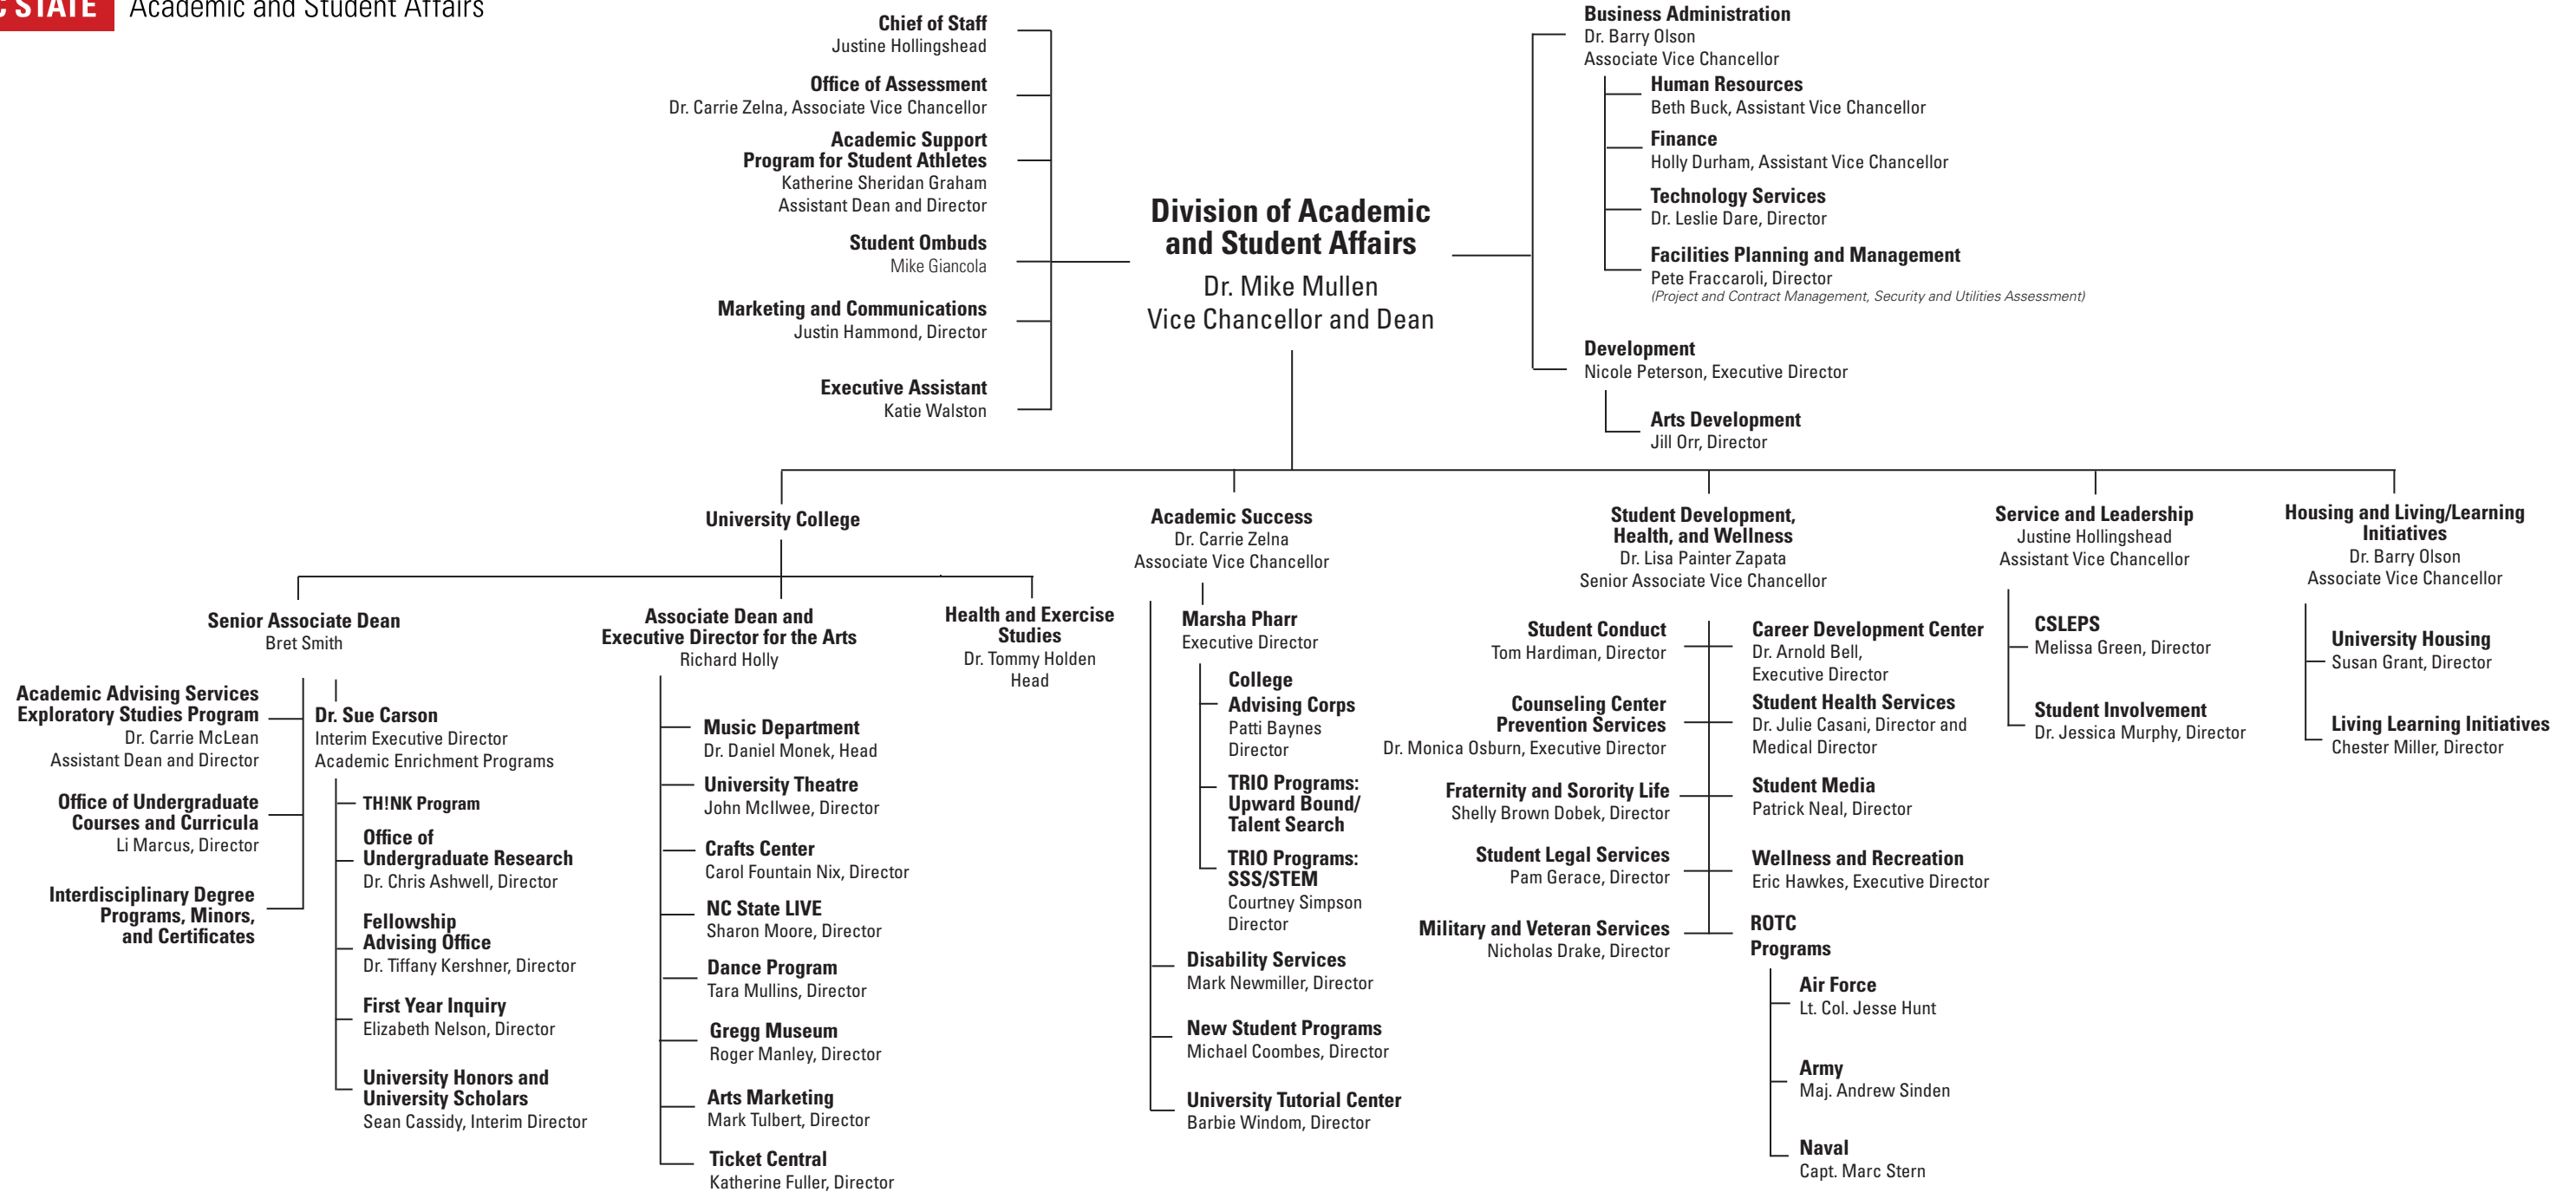 C STATE Academic and Student Affairs
Chief of Staff
Justine Hollingshead
Office of Assessment
Dr. Carrie Zelna, Associate Vice Chancellor
Academic Support
Program for Student Athletes
Katherine Sheridan Graham
Assistant Dean and Director
Student Ombuds
Mike Giancola
Marketing and Communications
Justin Hammond, Director
Executive Assistant
Katie Walston
Division of Academic
and Student Affairs
Dr. Mike Mullen
Vice Chancellor and Dean
Business Administration
Dr. Barry Olson
Associate Vice Chancellor
Human Resources
Beth Buck, Assistant Vice Chancellor
Finance
Holly Durham, Assistant Vice Chancellor
Technology Services
Dr. Leslie Dare, Director
Facilities Planning and Management
Pete Fraccaroli, Director
(Project and Contract Management, Security and Utilities Assessment)
Development
Nicole Peterson, Executive Director
Arts Development
Jill Orr, Director
University College
Senior Associate Dean
Bret Smith
Academic Advising Services
Exploratory Studies Program
Dr. Carrie McLean
Assistant Dean and Director
Office of Undergraduate
Courses and Curricula
Li Marcus, Director
Interdisciplinary Degree
Programs, Minors,
and Certificates
Dr. Sue Carson
Interim Executive Director
Academic Enrichment Programs
TH!NK Program
Office of
Undergraduate Research
Dr. Chris Ashwell, Director
Fellowship
Advising Office
Dr. Tiffany Kershner, Director
First Year Inquiry
Elizabeth Nelson, Director
University Honors and
University Scholars
Sean Cassidy, Interim Director
Associate Dean and
Executive Director for the Arts
Richard Holly
Music Department
Dr. Daniel Monek, Head
University Theatre
John McIlwee, Director
Crafts Center
Carol Fountain Nix, Director
NC State LIVE
Sharon Moore, Director
Dance Program
Tara Mullins, Director
Gregg Museum
Roger Manley, Director
Arts Marketing
Mark Tulbert, Director
Ticket Central
Katherine Fuller, Director
Health and Exercise
Studies
Dr. Tommy Holden
Head
Academic Success
Dr. Carrie Zelna
Associate Vice Chancellor
Marsha Pharr
Executive Director
College
Advising Corps
Patti Baynes
Director
TRIO Programs:
Upward Bound/
Talent Search
TRIO Programs:
SSS/STEM
Courtney Simpson
Director
Disability Services
Mark Newmiller, Director
New Student Programs
Michael Coombes, Director
University Tutorial Center
Barbie Windom, Director
Student Development,
Health, and Wellness
Dr. Lisa Painter Zapata
Senior Associate Vice Chancellor
Student Conduct
Tom Hardiman, Director
Counseling Center
Prevention Services
Dr. Monica Osburn, Executive Director
Fraternity and Sorority Life
Shelly Brown Dobek, Director
Student Legal Services
Pam Gerace, Director
Military and Veteran Services
Nicholas Drake, Director
Career Development Center
Dr. Arnold Bell,
Executive Director
Student Health Services
Dr. Julie Casani, Director and
Medical Director
Student Media
Patrick Neal, Director
Wellness and Recreation
Eric Hawkes, Executive Director
ROTC
Programs
Air Force
Lt. Col. Jesse Hunt
Army
Maj. Andrew Sinden
Naval
Capt. Marc Stern
Service and Leadership
Justine Hollingshead
Assistant Vice Chancellor
CSLEPS
Melissa Green, Director
Student Involvement
Dr. Jessica Murphy, Director
Housing and Living/Learning
Initiatives
Dr. Barry Olson
Associate Vice Chancellor
University Housing
Susan Grant, Director
Living Learning Initiatives
Chester Miller, Director